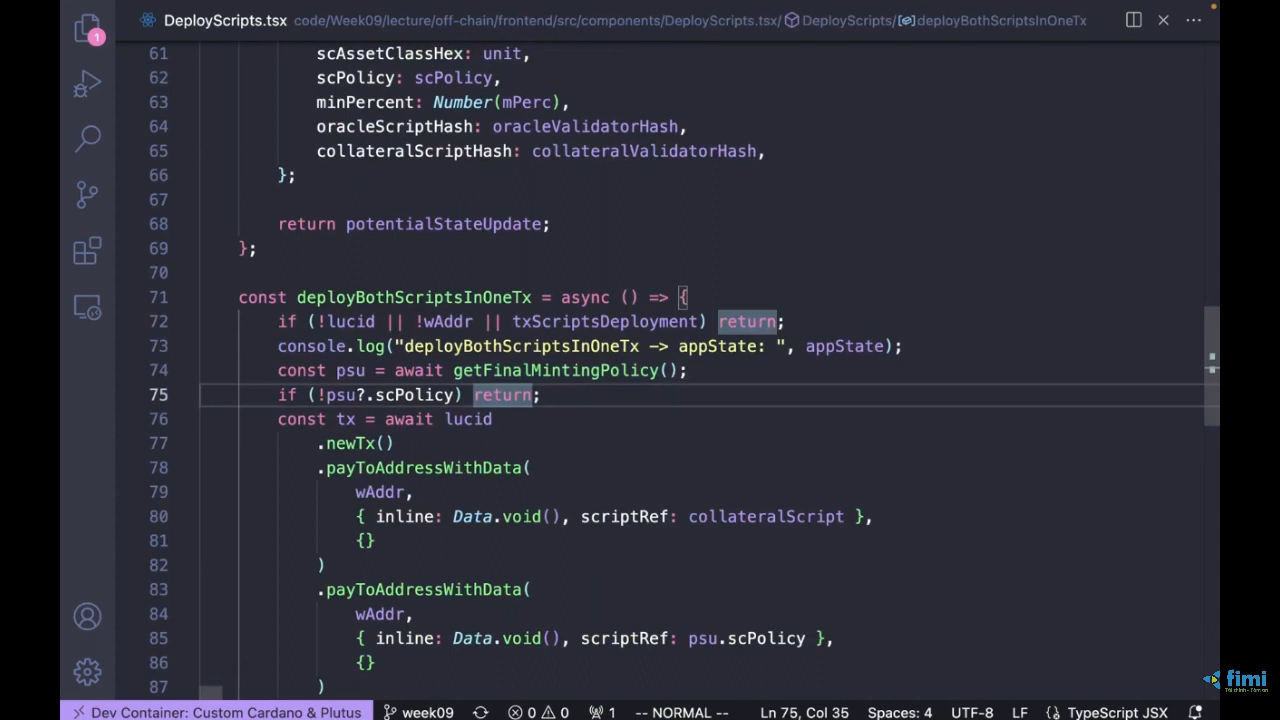 DeployScripts.tsx code/Week09/lecture/off-chain/frontend/src/components/DeployScripts.tsx/ DeployScripts/ deployBothScriptsInOneTx
1
61 scAssetClassHex: unit,
62 scPolicy: scPolicy,
63 minPercent: Number(mPerc),
64 oracleScriptHash: oracleValidatorHash,
65 collateralScriptHash: collateralValidatorHash,
66 };
67
68 return potentialStateUpdate;
69 };
70
71 const deployBothScriptsInOneTx = async () => {
72 if (!lucid || !wAddr || txScriptsDeployment) return;
73 console.log("deployBothScriptsInOneTx -> appState: ", appState);
74 const psu = await getFinalMintingPolicy();
75 if (!psu?.scPolicy) return;
76 const tx = await lucid
77 .newTx()
78 .payToAddressWithData(
79 wAddr,
80 { inline: Data.void(), scriptRef: collateralScript },
81 {}
82 )
83 .payToAddressWithData(
84 wAddr,
85 { inline: Data.void(), scriptRef: psu.scPolicy },
86 {}
87 )
fimi
Dev Container: Custom Cardano & Plutus week09 0 0 1 -- NORMAL -- Ln 75, Col 35 Spaces: 4 UTF-8 LF {} TypeScript JSX